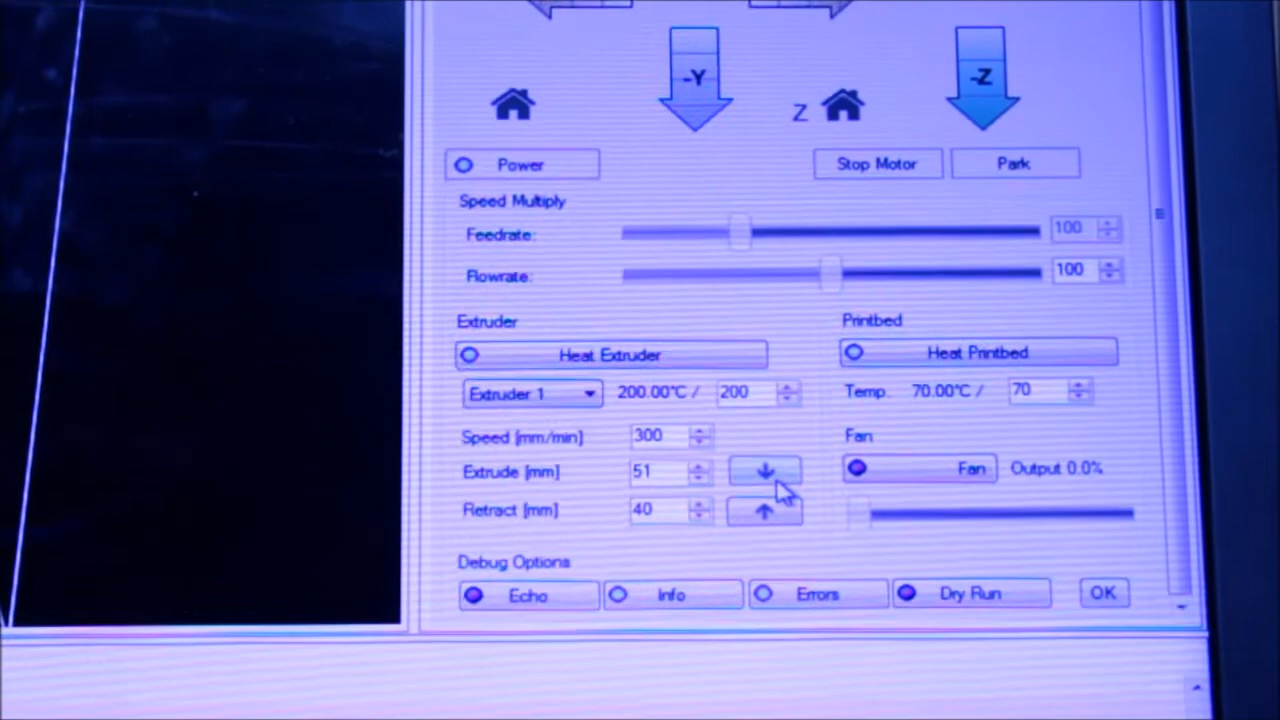 -Y
-Z
Z
Power
Stop Motor
Park
Speed Multiply
Feedrate:
100
Flowrate:
100
Extruder
Printbed
Heat Extruder
Heat Printbed
Extruder 1
200.00°C /
200
Temp.
70.00°C /
70
Speed [mm/min]
300
Fan
Extrude [mm]
51
Fan
Output 0.0%
Retract [mm]
40
Debug Options
Echo
Info
Errors
Dry Run
OK